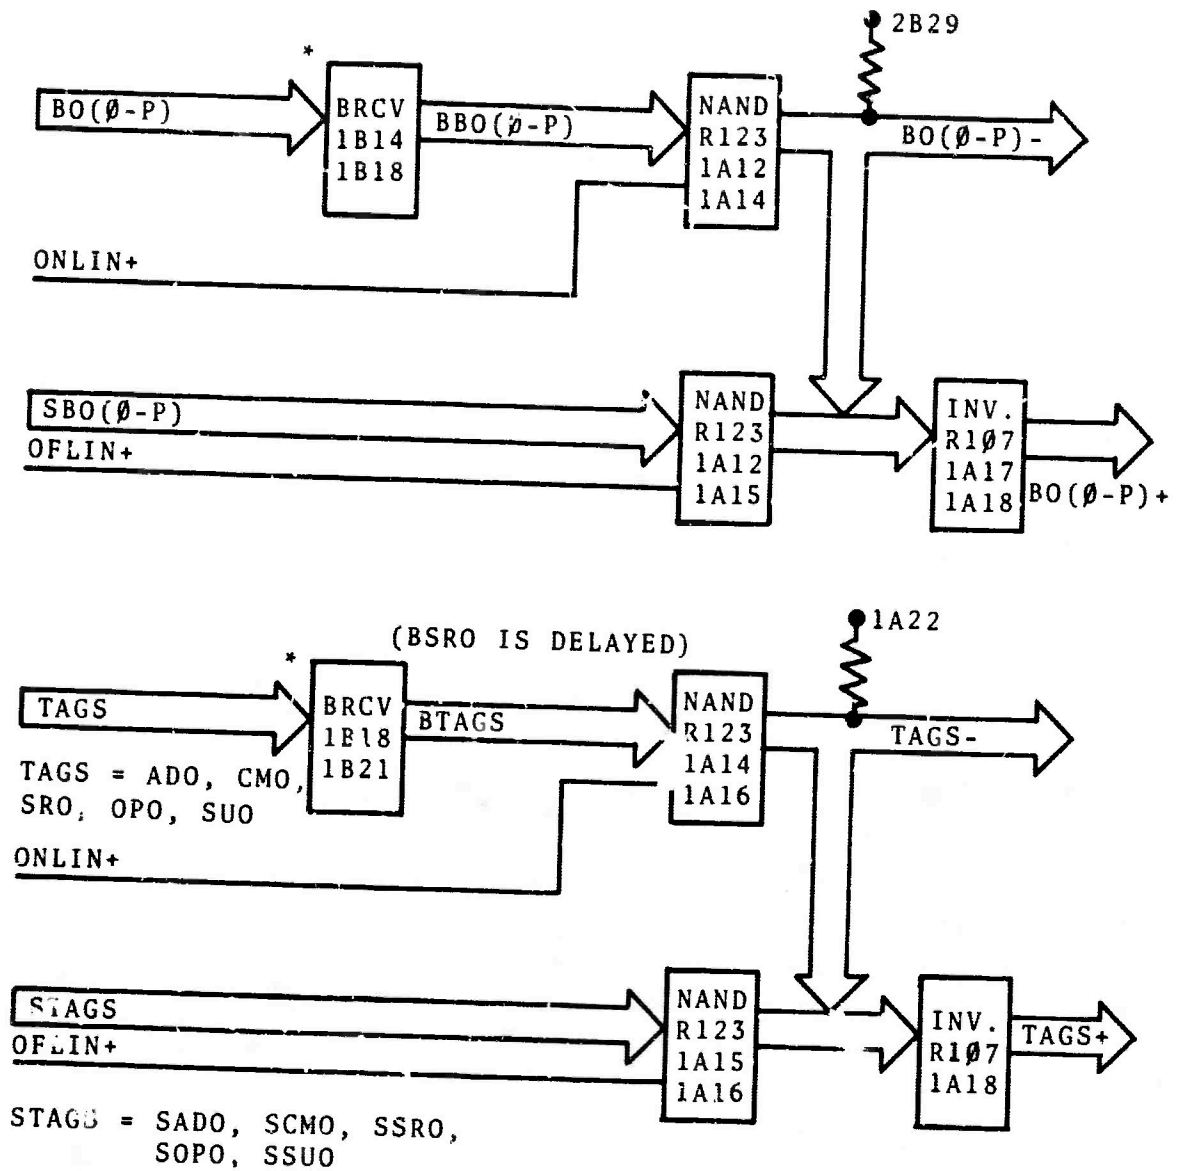 2B29
*
BO(Ø-P)
BRCV
1B14
1B18
BBO(Ø-P)
NAND
R123
1A12
1A14
BO(Ø-P)-
ONLIN+
SBO(Ø-P)
OFLIN+
NAND
R123
1A12
1A15
INV.
R1Ø7
1A17
1A18
BO(Ø-P)+
1A22
(BSRO IS DELAYED)
*
TAGS
BRCV
1B18
1B21
BTAGS
NAND
R123
1A14
1A16
TAGS-
TAGS = ADO, CMO,
SRO, OPO, SUO
ONLIN+
STAGS
OFLIN+
NAND
R123
1A15
1A16
INV.
R1Ø7
1A18
TAGS+
STAGS = SADO, SCMO, SSRO,
SOPO, SSUO